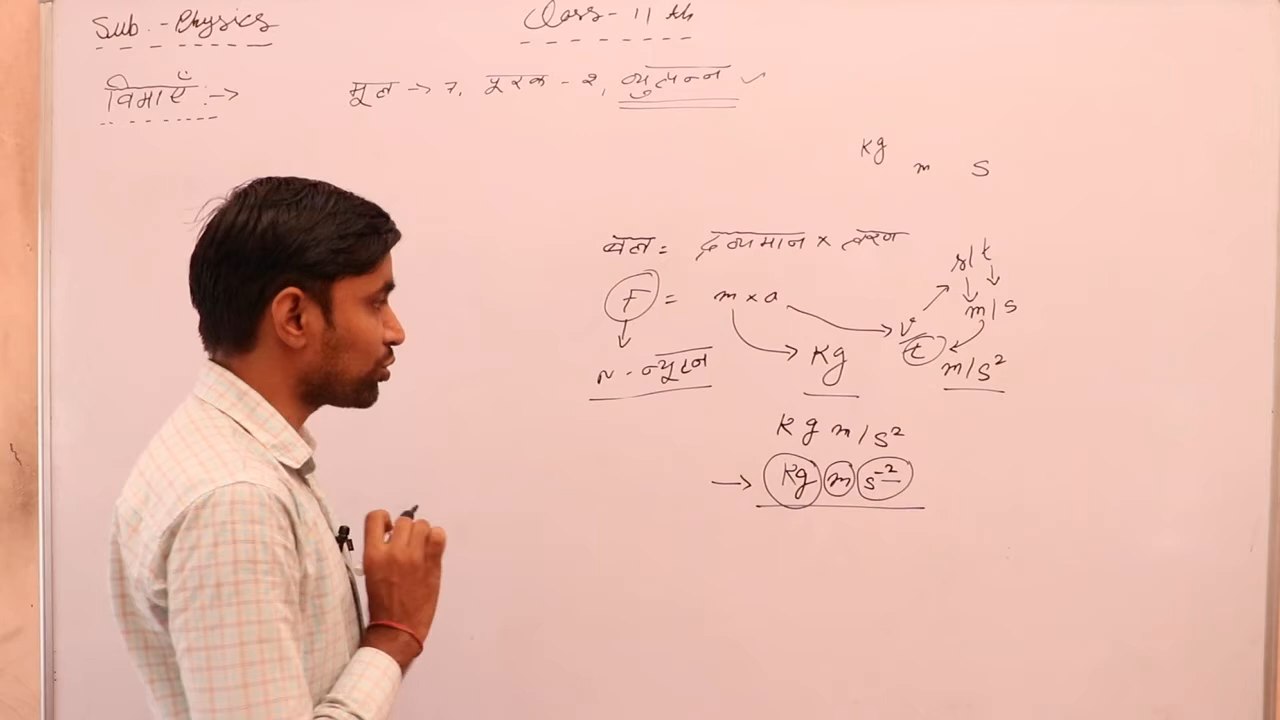 Sub. - Physics
Class - 11 th
विमाएँ :→
मूल → 7, पूरक - 2, व्युत्पन्न ✓
kg m s
बल = द्रव्यमान × त्वरण
s/t
F = m × a
v/t
m/s
N - न्यूटन
kg
m/s²
kg m/s²
→ kg m s⁻²